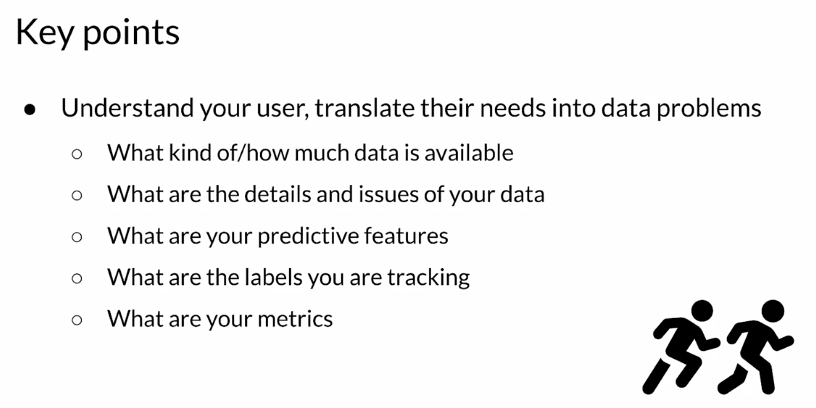 Key points
● Understand your user, translate their needs into data problems
○ What kind of/how much data is available
○ What are the details and issues of your data
○ What are your predictive features
○ What are the labels you are tracking
○ What are your metrics